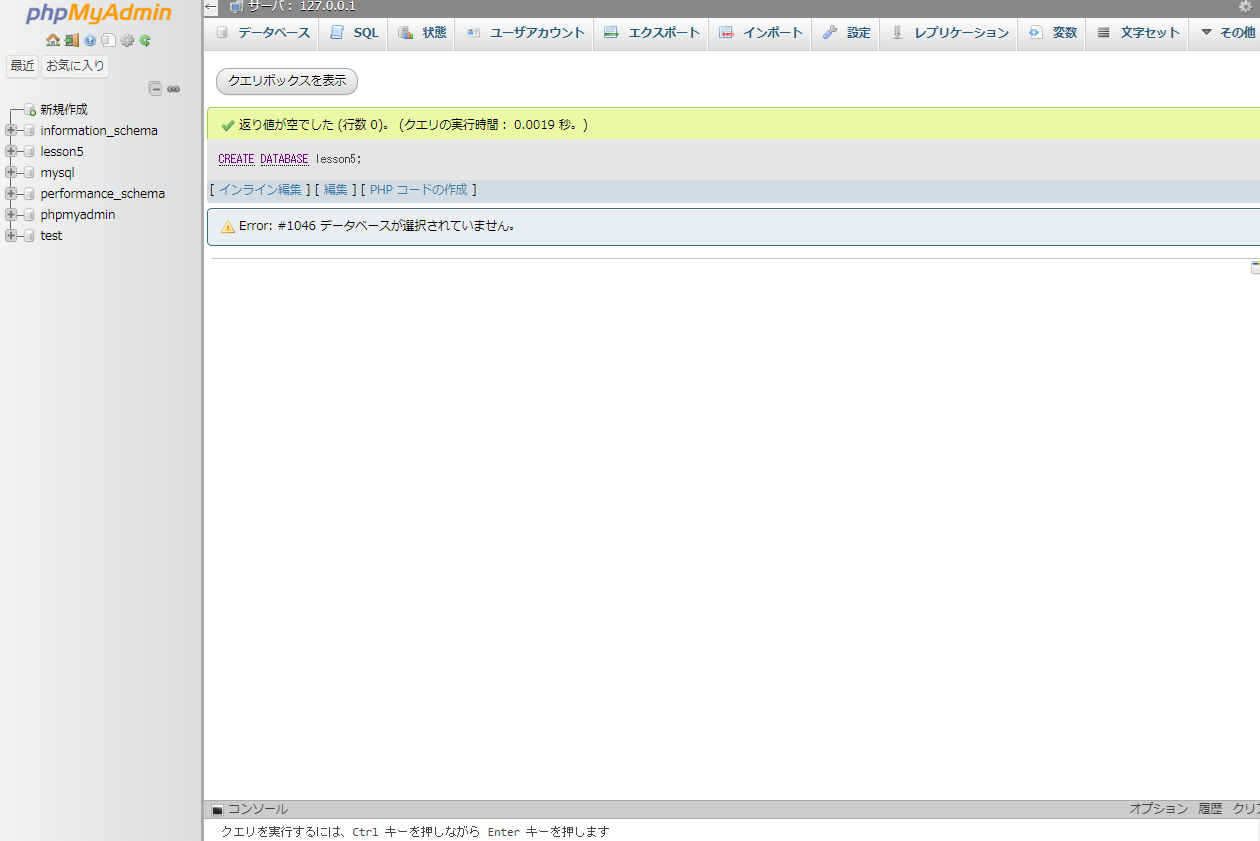 phpMyAdmin
最近 お気に入り
新規作成
information_schema
lesson5
mysql
performance_schema
phpmyadmin
test
サーバ: 127.0.0.1
データベース SQL 状態 ユーザアカウント エクスポート インポート 設定 レプリケーション 変数 文字セット その他
クエリボックスを表示
返り値が空でした (行数 0)。 (クエリの実行時間: 0.0019 秒。)
CREATE DATABASE lesson5;
[ インライン編集 ] [ 編集 ] [ PHP コードの作成 ]
Error: #1046 データベースが選択されていません。
コンソール オプション 履歴 クリ
クエリを実行するには、Ctrl キーを押しながら Enter キーを押します